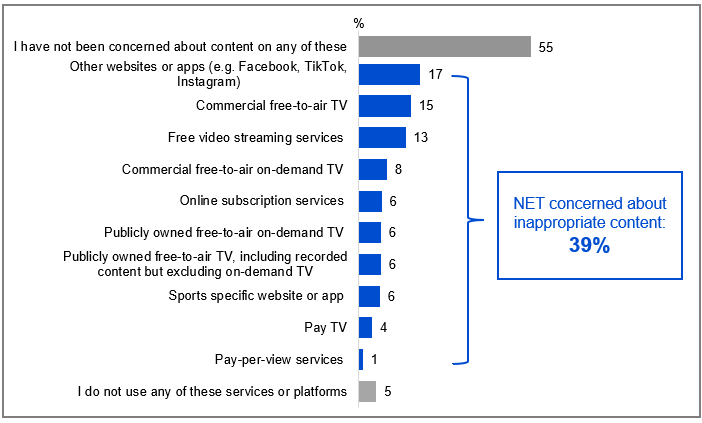 %
I have not been concerned about content on any of these 55
Other websites or apps (e.g. Facebook, TikTok,
Instagram) 17
Commercial free-to-air TV 15
Free video streaming services 13
Commercial free-to-air on-demand TV 8
Online subscription services 6
Publicly owned free-to-air on-demand TV 6
Publicly owned free-to-air TV, including recorded
content but excluding on-demand TV 6
Sports specific website or app 6
Pay TV 4
Pay-per-view services 1
I do not use any of these services or platforms 5
NET concerned about
inappropriate content:
39%